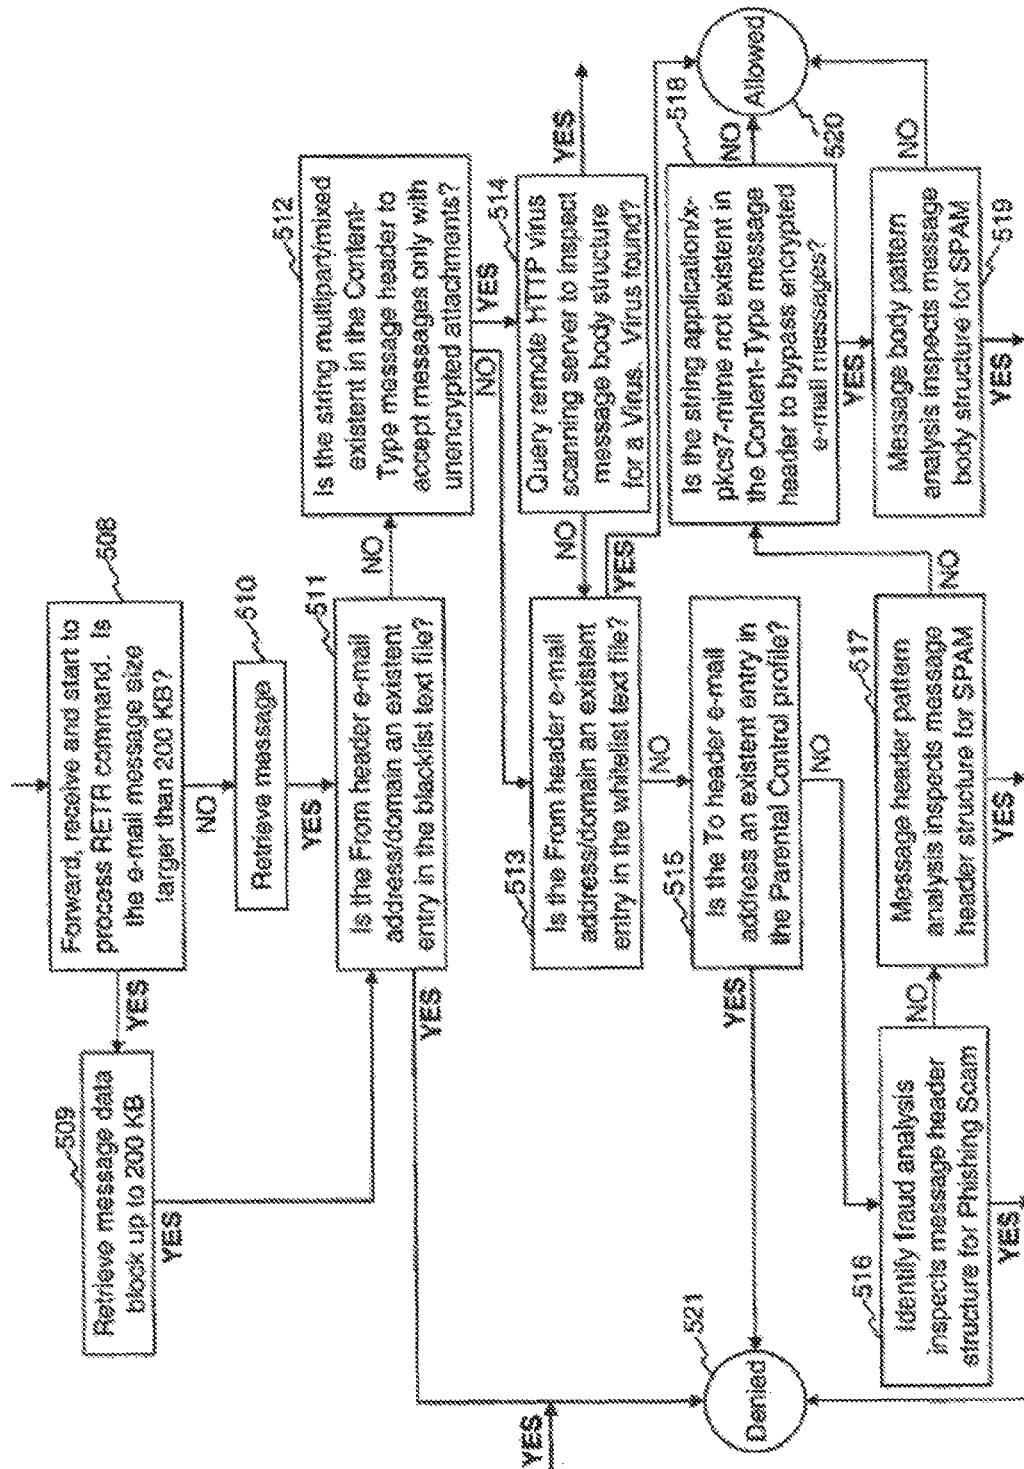 508
Forward, receive and start to
process RETR command. Is
the e-mail message size
larger than 200 KB?
YES
NO
509
Retrieve message data
block up to 200 KB
YES
510
Retrieve message
YES
511
Is the From header e-mail
address/domain an existent
entry in the blacklist text file?
YES
NO
512
Is the string multipart/mixed
existent in the Content-
Type message header to
accept messages only with
unencrypted attachments?
NO
YES
514
Query remote HTTP virus
scanning server to inspect
message body structure
for a Virus. Virus found?
YES
NO
513
Is the From header e-mail
address/domain an existent
entry in the whitelist text file?
YES
NO
515
Is the To header e-mail
address an existent entry in
the Parental Control profile?
YES
NO
516
Identify fraud analysis
inspects message header
structure for Phishing Scam
NO
YES
517
Message header pattern
analysis inspects message
header structure for SPAM
NO
YES
518
Is the string application/x-
pkcs7-mime not existent in
the Content-Type message
header to bypass encrypted
e-mail messages?
NO
YES
519
Message body pattern
analysis inspects message
body structure for SPAM
NO
YES
520
Allowed
521
Denied
YES